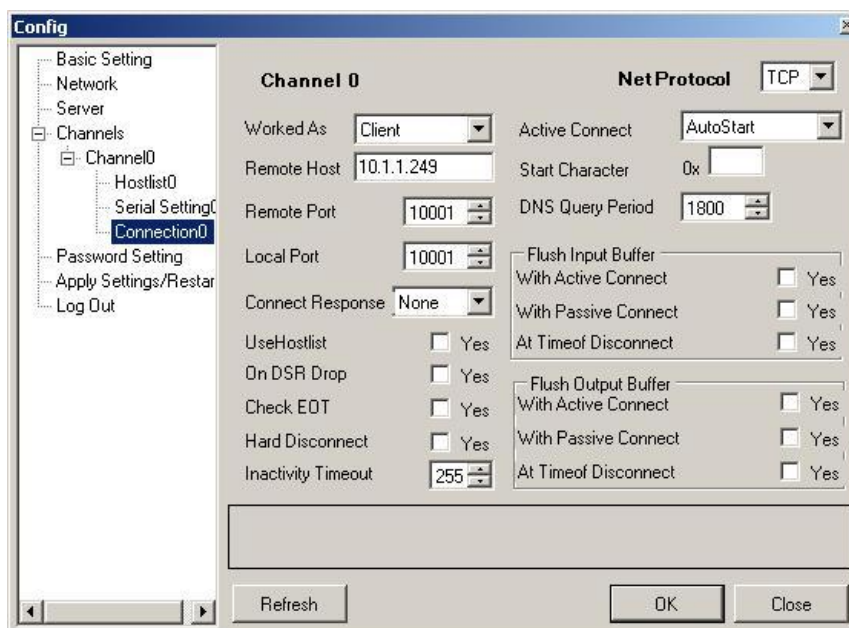 Config
Basic Setting
Network
Server
Channels
Channel0
Hostlist0
Serial Setting0
Connection0
Password Setting
Apply Settings/Restar
Log Out
Channel 0
Net Protocol TCP
Worked As Client
Active Connect AutoStart
Remote Host 10.1.1.249
Start Character 0x
Remote Port 10001
DNS Query Period 1800
Local Port 10001
Connect Response None
UseHostlist Yes
On DSR Drop Yes
Check EOT Yes
Hard Disconnect Yes
Inactivity Timeout 255
Flush Input Buffer
With Active Connect Yes
With Passive Connect Yes
At Timeof Disconnect Yes
Flush Output Buffer
With Active Connect Yes
With Passive Connect Yes
At Timeof Disconnect Yes
Refresh
OK
Close